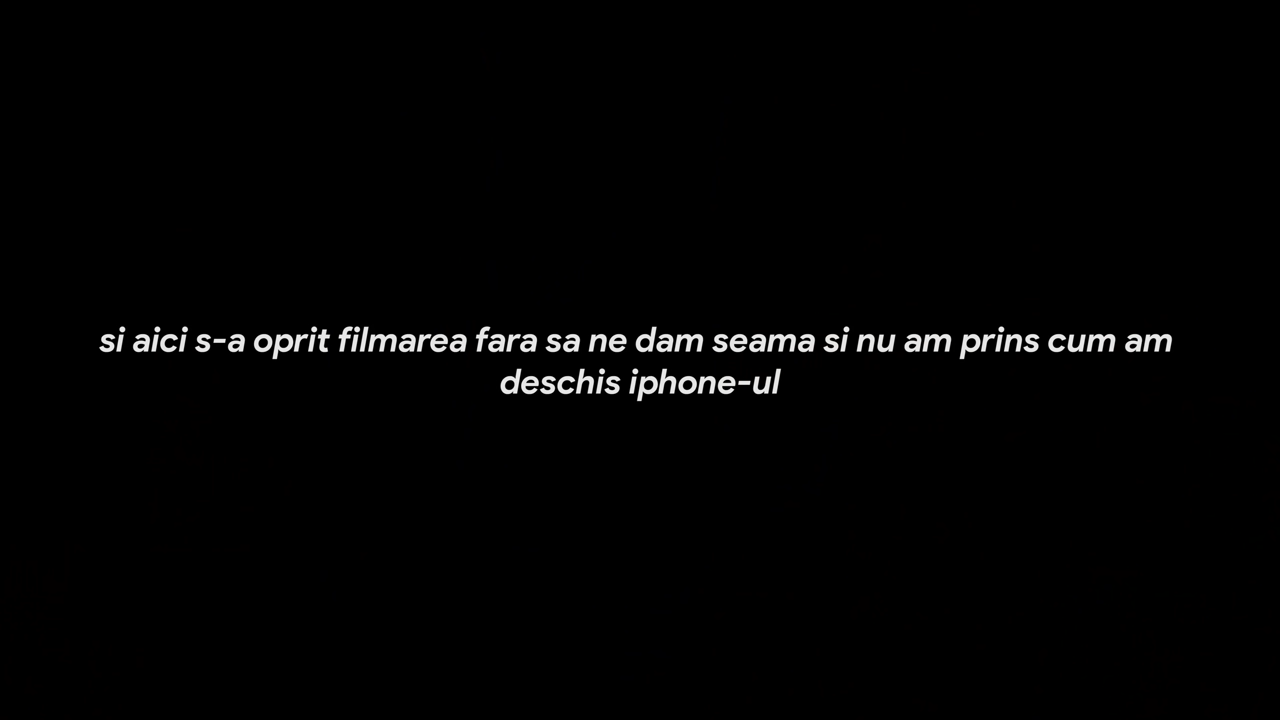 si aici s-a oprit filmarea fara sa ne dam seama si nu am prins cum am
deschis iphone-ul